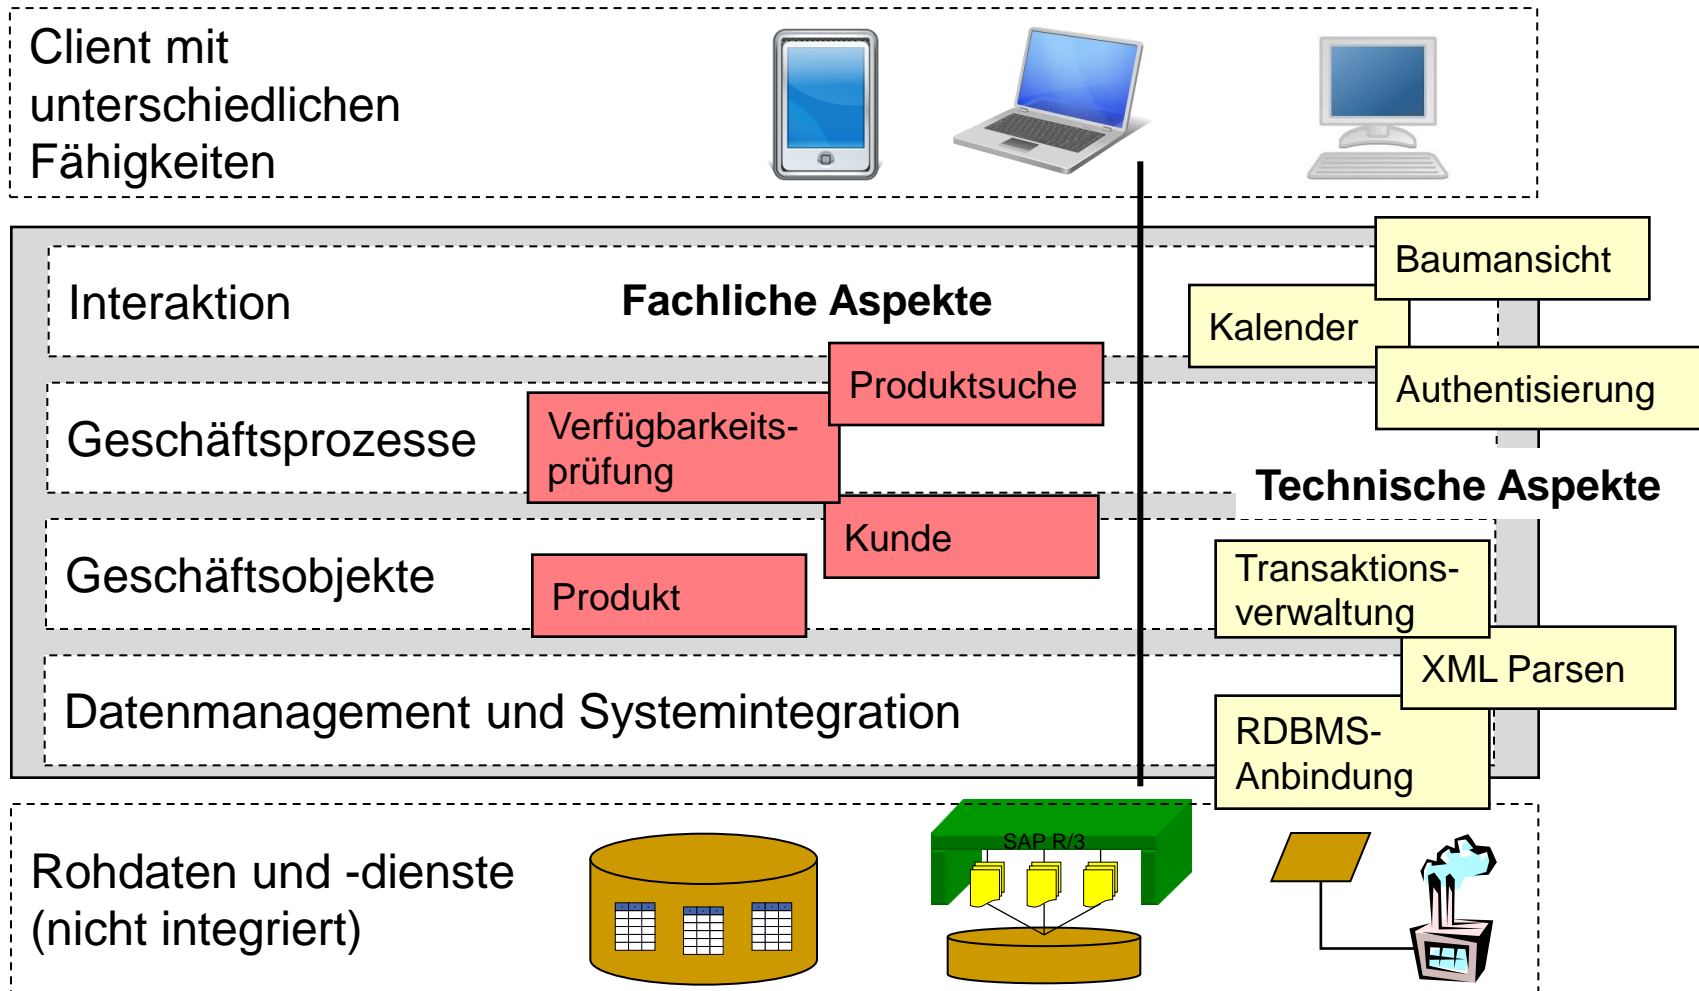 Client mit
unterschiedlichen
Fähigkeiten
Baumansicht
Interaktion
Fachliche Aspekte
Kalender
Produktsuche
Authentisierung
Geschäftsprozesse
Verfügbarkeits-
prüfung
Technische Aspekte
Kunde
Geschäftsobjekte
Produkt
Transaktions-
verwaltung
XML Parsen
Datenmanagement und Systemintegration
RDBMS-
Anbindung
SAP R/3
Rohdaten und -dienste
(nicht integriert)